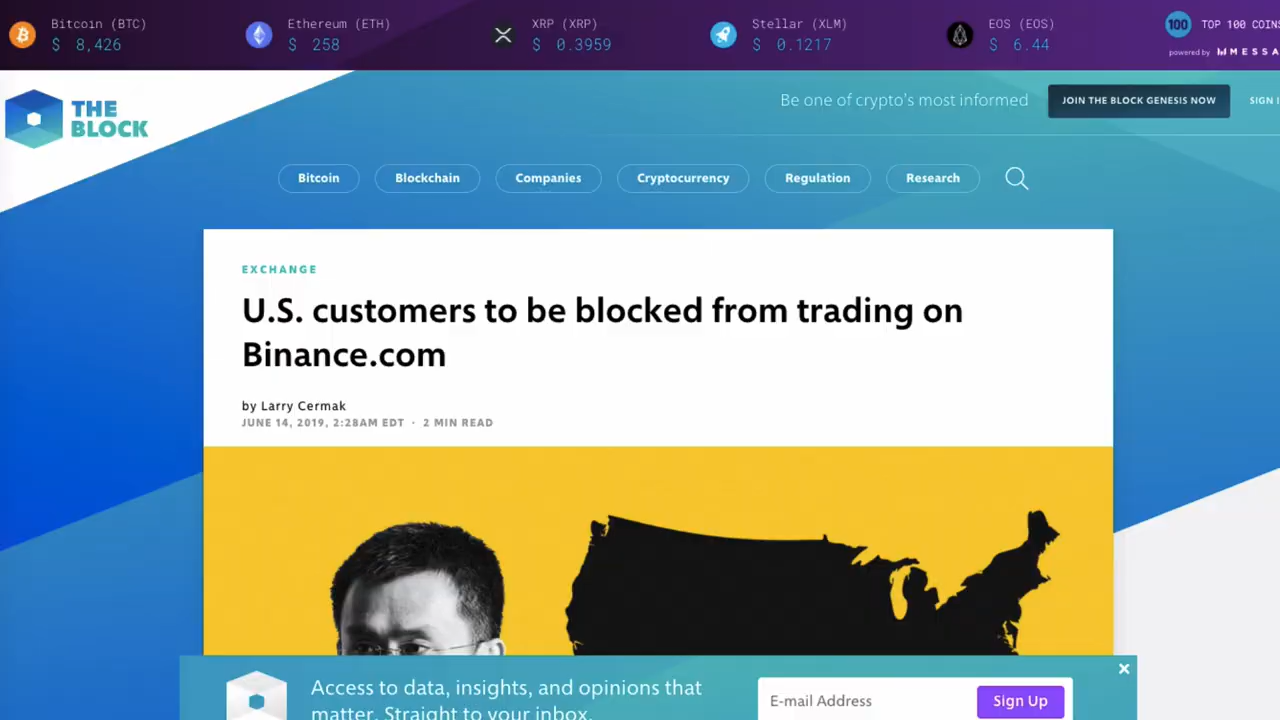 Bitcoin (BTC)
$ 8,426
Ethereum (ETH)
$ 258
XRP (XRP)
$ 0.3959
Stellar (XLM)
$ 0.1217
EOS (EOS)
$ 6.44
100
TOP 100 COINS
powered by MESSA
THE
BLOCK
Be one of crypto's most informed
JOIN THE BLOCK GENESIS NOW
SIGN I
Bitcoin
Blockchain
Companies
Cryptocurrency
Regulation
Research
EXCHANGE
U.S. customers to be blocked from trading on
Binance.com
by Larry Cermak
JUNE 14, 2019, 2:28AM EDT · 2 MIN READ
Access to data, insights, and opinions that
matter. Straight to your inbox.
E-mail Address
Sign Up